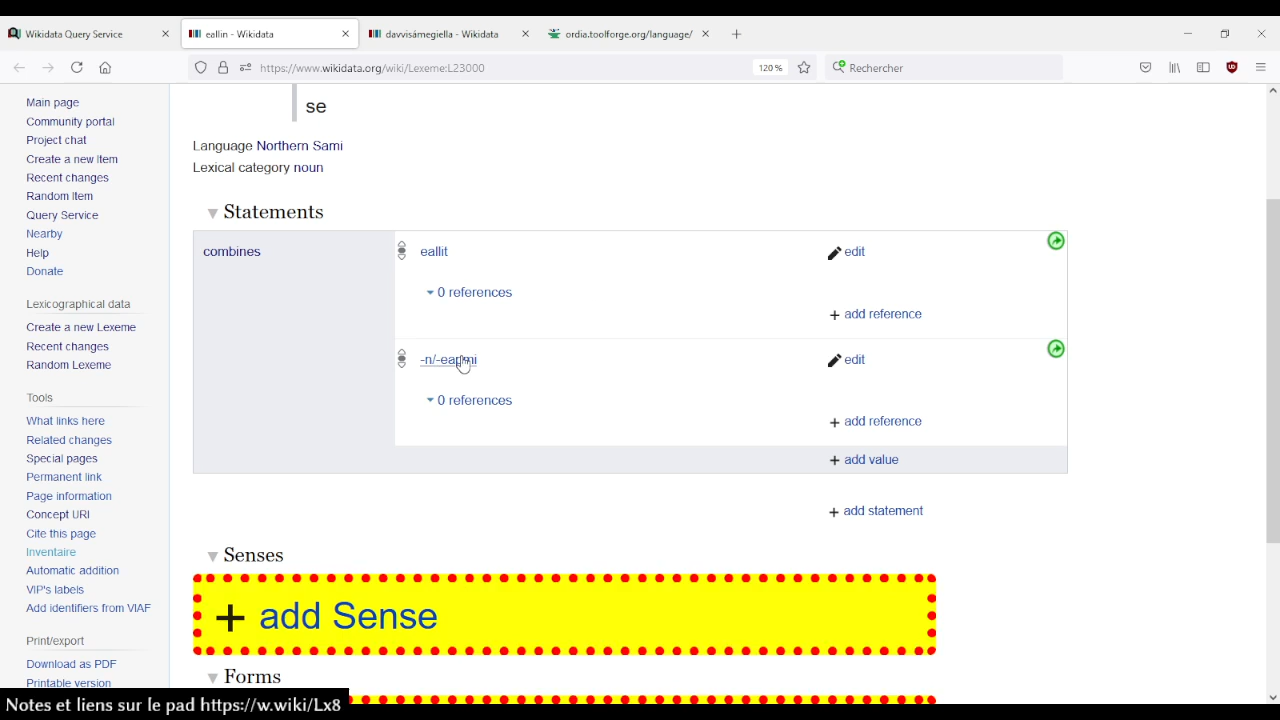 Wikidata Query Service
eallin - Wikidata
davvisámegiella - Wikidata
ordia.toolforge.org/language/
https://www.wikidata.org/wiki/Lexeme:L23000
120 %
Rechercher
Main page
Community portal
Project chat
Create a new Item
Recent changes
Random Item
Query Service
Nearby
Help
Donate
Lexicographical data
Create a new Lexeme
Recent changes
Random Lexeme
Tools
What links here
Related changes
Special pages
Permanent link
Page information
Concept URI
Cite this page
Inventaire
Automatic addition
VIP's labels
Add identifiers from VIAF
Print/export
Download as PDF
Printable version
se
Language Northern Sami
Lexical category noun
Statements
combines
eallit
edit
0 references
+ add reference
edit
0 references
+ add reference
+ add value
+ add statement
Senses
+ add Sense
Forms
Notes et liens sur le pad https://w.wiki/Lx8